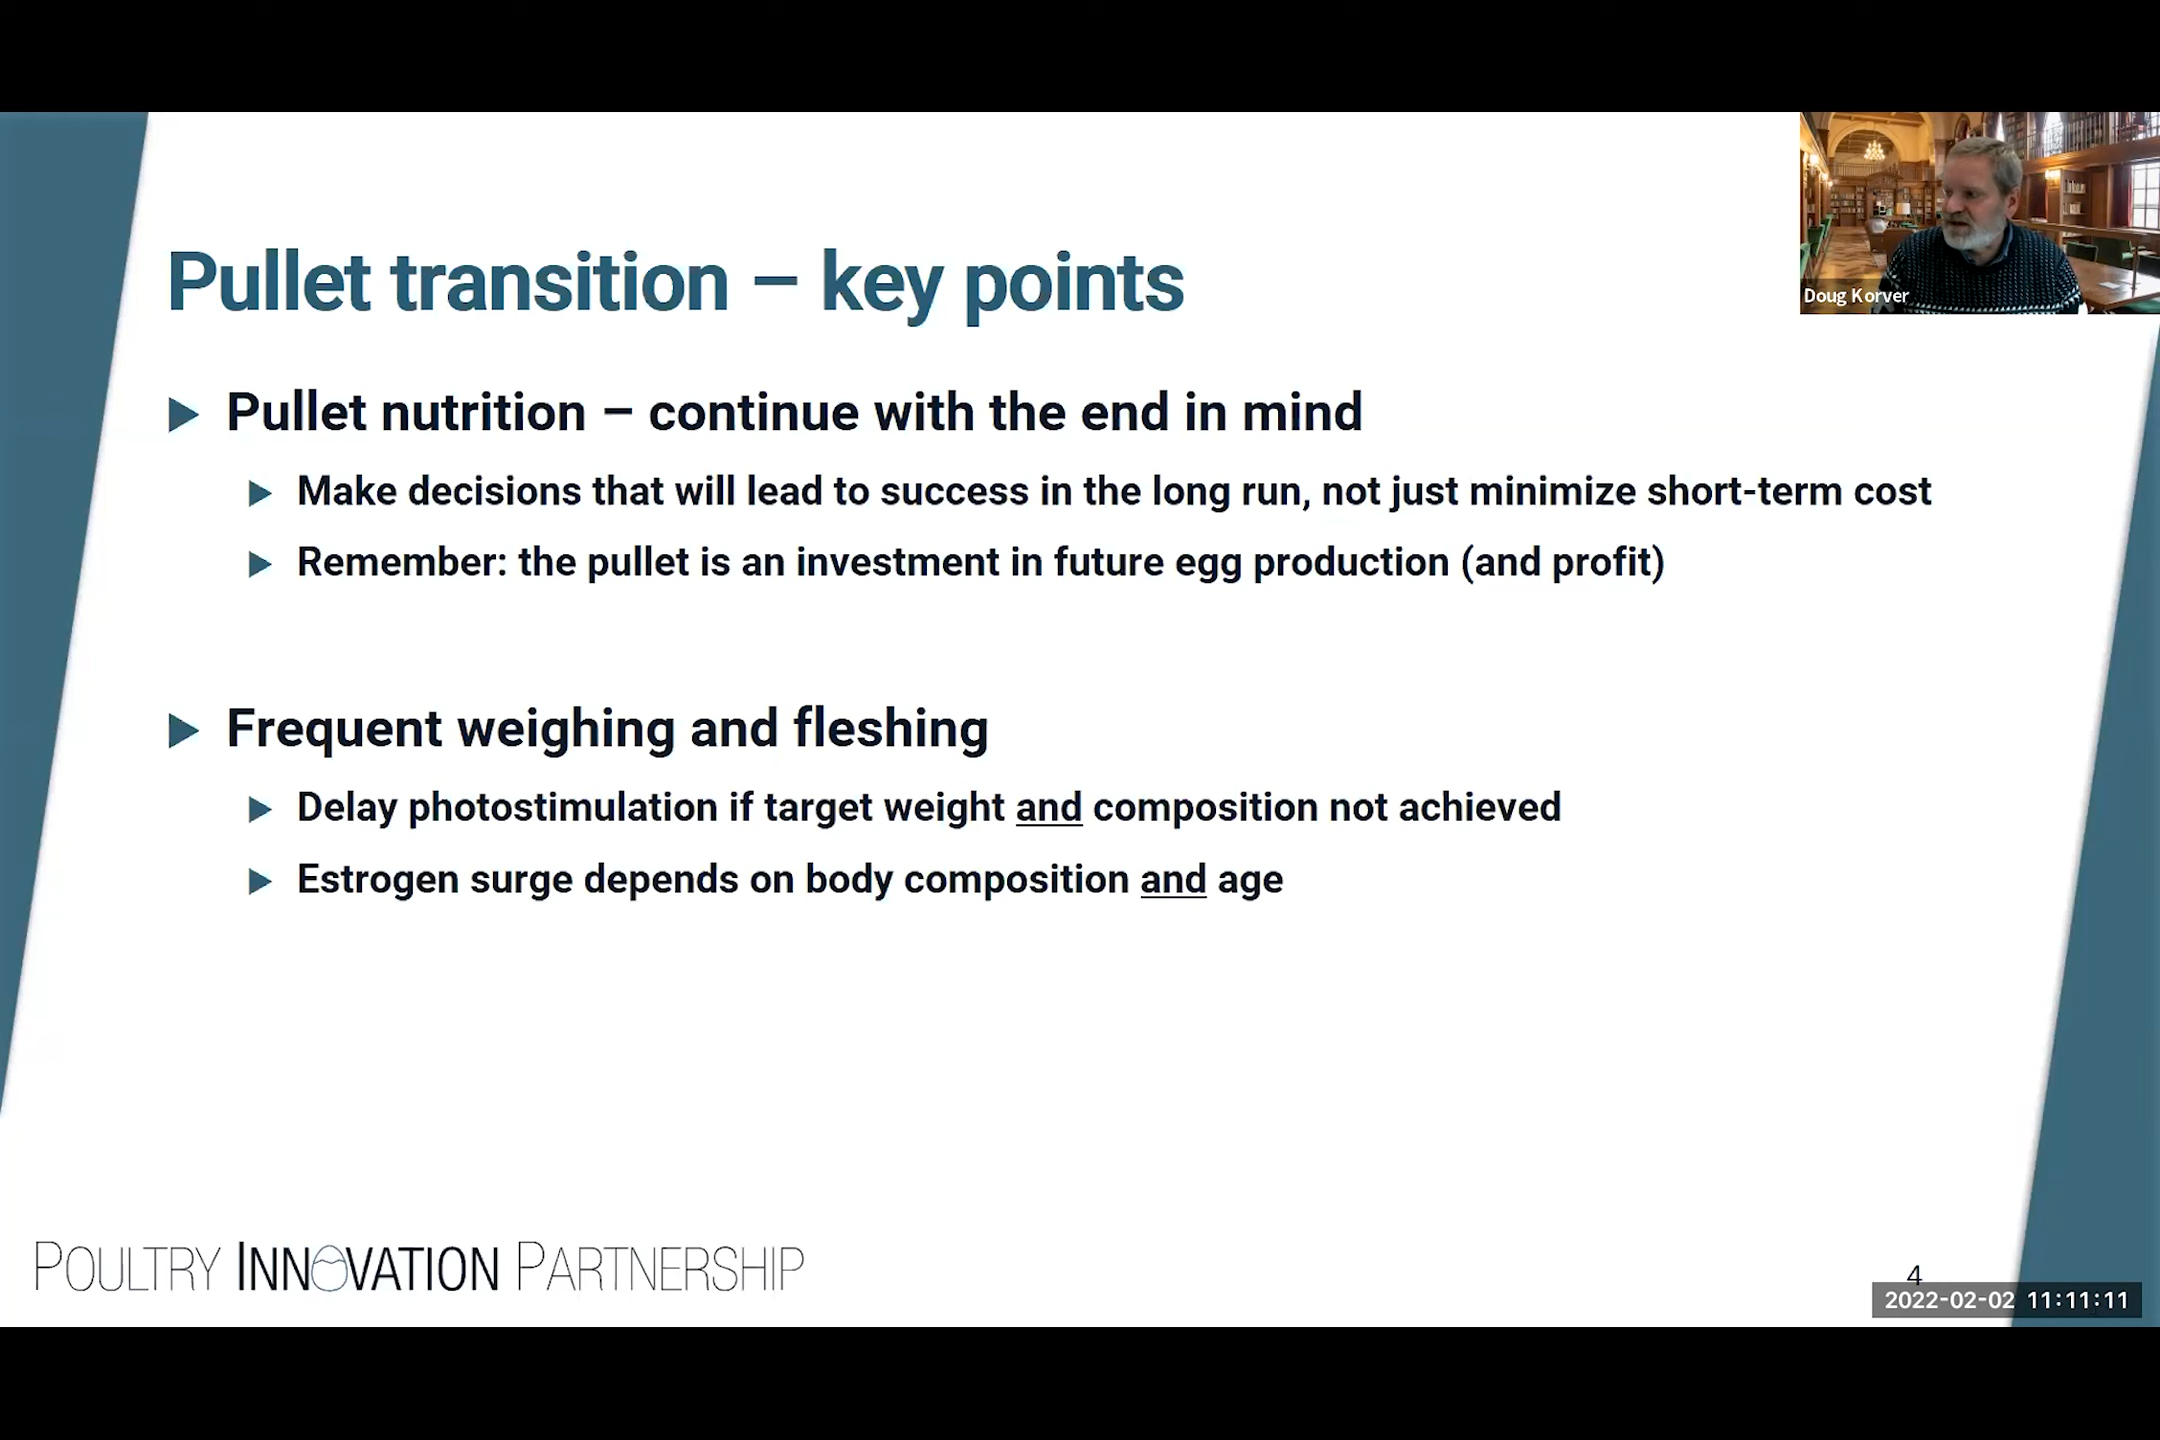 Doug Korver
Pullet transition – key points
Pullet nutrition – continue with the end in mind
Make decisions that will lead to success in the long run, not just minimize short-term cost
Remember: the pullet is an investment in future egg production (and profit)
Frequent weighing and fleshing
Delay photostimulation if target weight and composition not achieved
Estrogen surge depends on body composition and age
POULTRY INNOVATION PARTNERSHIP
4
2022-02-02 11:11:11